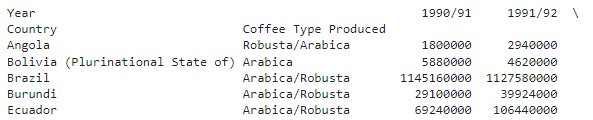 Year 1990/91 1991/92 \
Country Coffee Type Produced
Angola Robusta/Arabica 1800000 2940000
Bolivia (Plurinational State of) Arabica 5880000 4620000
Brazil Arabica/Robusta 1145160000 1127580000
Burundi Arabica/Robusta 29100000 39924000
Ecuador Arabica/Robusta 69240000 106440000